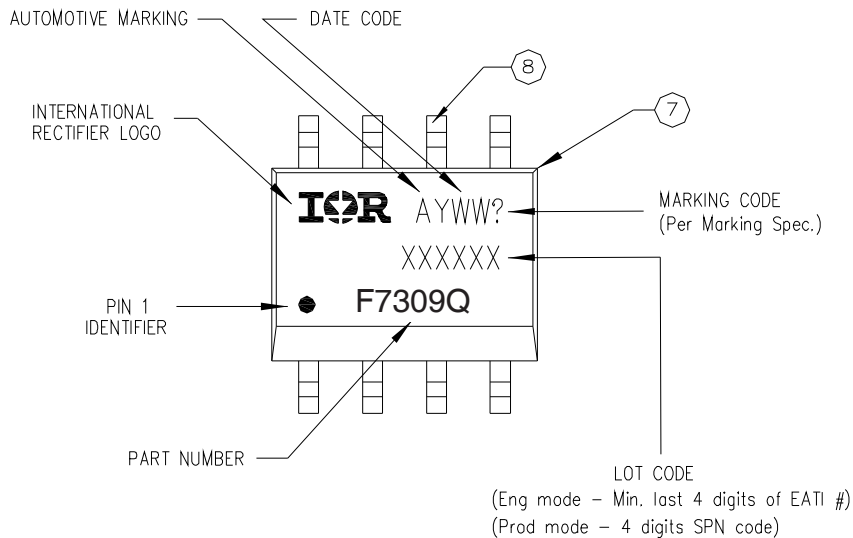 AUTOMOTIVE MARKING
DATE CODE
8
7
INTERNATIONAL
RECTIFIER LOGO
IOR
AYWW?
MARKING CODE
(Per Marking Spec.)
XXXXXX
PIN 1
IDENTIFIER
F7309Q
PART NUMBER
LOT CODE
(Eng mode – Min. last 4 digits of EATI #)
(Prod mode – 4 digits SPN code)